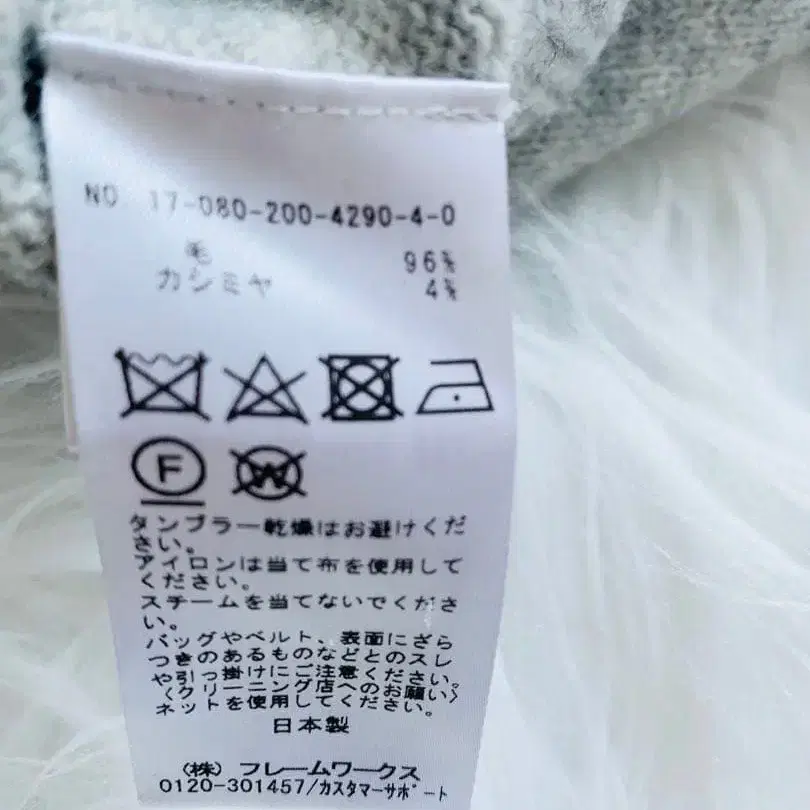 NO 17-080-200-4290-4-0
毛 96%
カシミヤ 4%
F W
タンブラー乾燥はお避けくだ
さい。
アイロンは当て布を使用して
ください。
スチームを当てないでくださ
い。
バッグやベルト、表面にざら
つきのあるものなどとのスレ
や引っ掛けにご注意ください。
〈クリーニング店へのお願い〉
ネットを使用してください。
日本製
(株) フレームワークス
0120-301457/カスタマーサポート